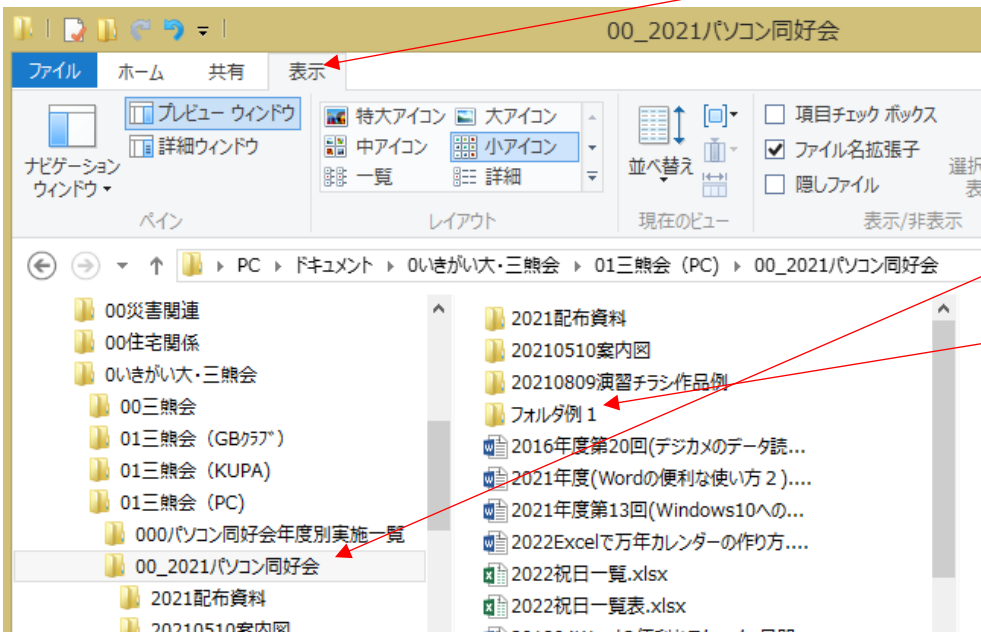 00_2021パソコン同好会
ファイル ホーム 共有 表示
プレビュー ウィンドウ
詳細ウィンドウ
ナビゲーション
ウィンドウ
ペイン
特大アイコン 大アイコン
中アイコン 小アイコン
一覧 詳細
レイアウト
並べ替え
現在のビュー
項目チェック ボックス
ファイル名拡張子
隠しファイル
選択
表示/非表示
PC ドキュメント 0いきがい大・三熊会 01三熊会（PC） 00_2021パソコン同好会
00災害関連
00住宅関係
0いきがい大・三熊会
00三熊会
01三熊会（GBｸﾗﾌﾞ）
01三熊会（KUPA）
01三熊会（PC）
000パソコン同好会年度別実施一覧
00_2021パソコン同好会
2021配布資料
20210510案内図
2021配布資料
20210510案内図
20210809演習チラシ作品例
フォルダ例１
2016年度第20回(デジカメのデータ読...
2021年度(Wordの便利な使い方２)....
2021年度第13回(Windows10への...
2022Excelで万年カレンダーの作り方....
2022祝日一覧.xlsx
2022祝日一覧表.xlsx